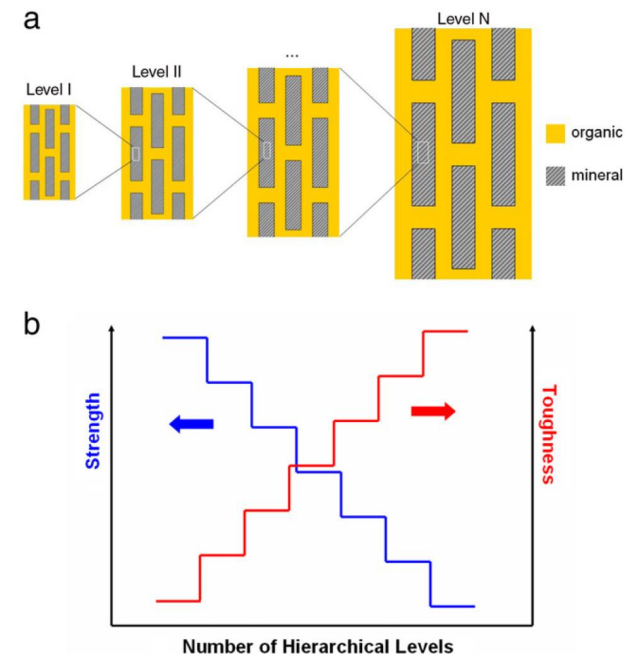 a
Level I
Level II
...
Level N
organic
mineral
b
Strength
Toughness
Number of Hierarchical Levels